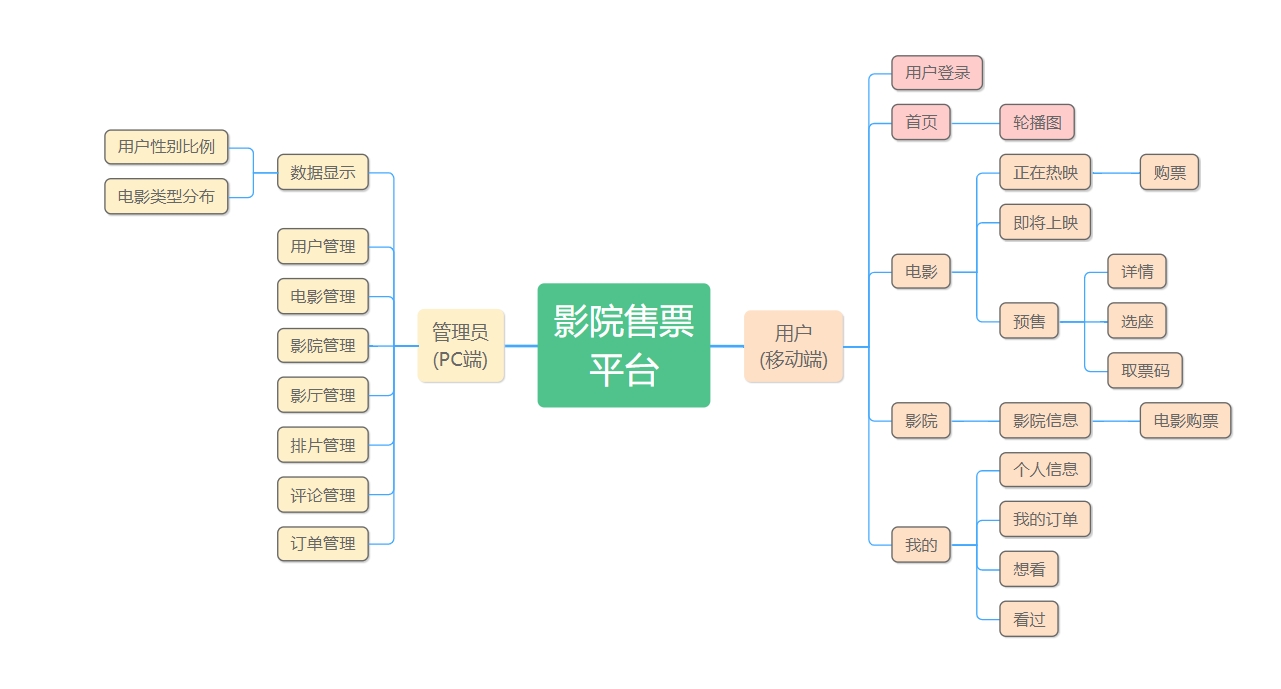 影院售票
平台
管理员
(PC端)
数据显示
用户性别比例
电影类型分布
用户管理
电影管理
影院管理
影厅管理
排片管理
评论管理
订单管理
用户
(移动端)
用户登录
首页
轮播图
电影
正在热映
购票
即将上映
预售
详情
选座
取票码
影院
影院信息
电影购票
我的
个人信息
我的订单
想看
看过